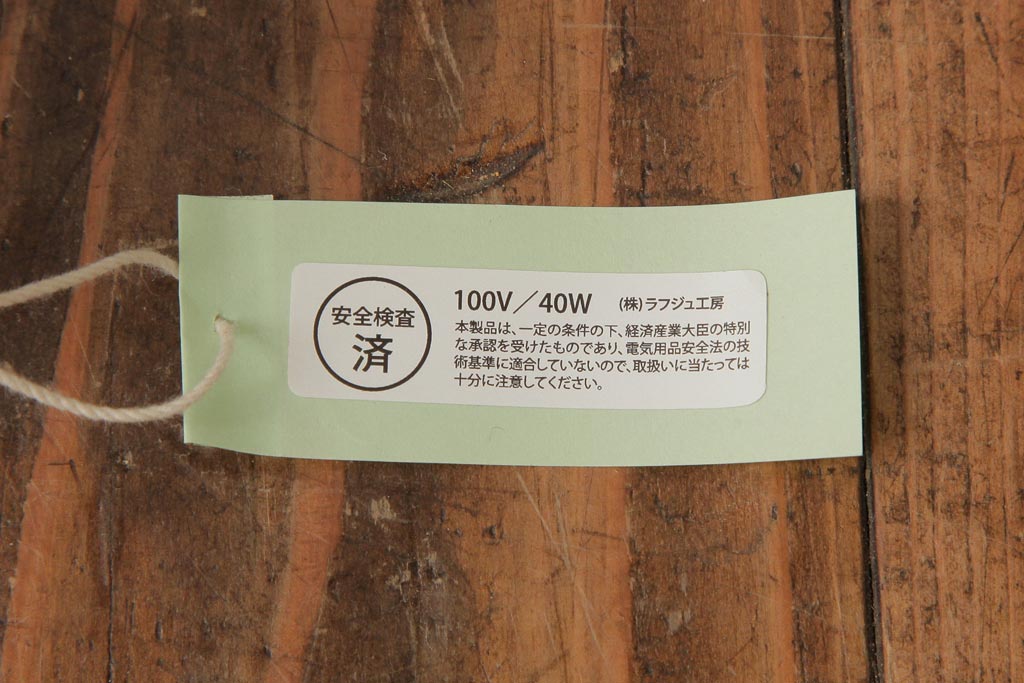 安全検査
済
100V／40W (株)ラフジュ工房
本製品は、一定の条件の下、経済産業大臣の特別
な承認を受けたものであり、電気用品安全法の技
術基準に適合していないので、取扱いに当たっては
十分に注意してください。